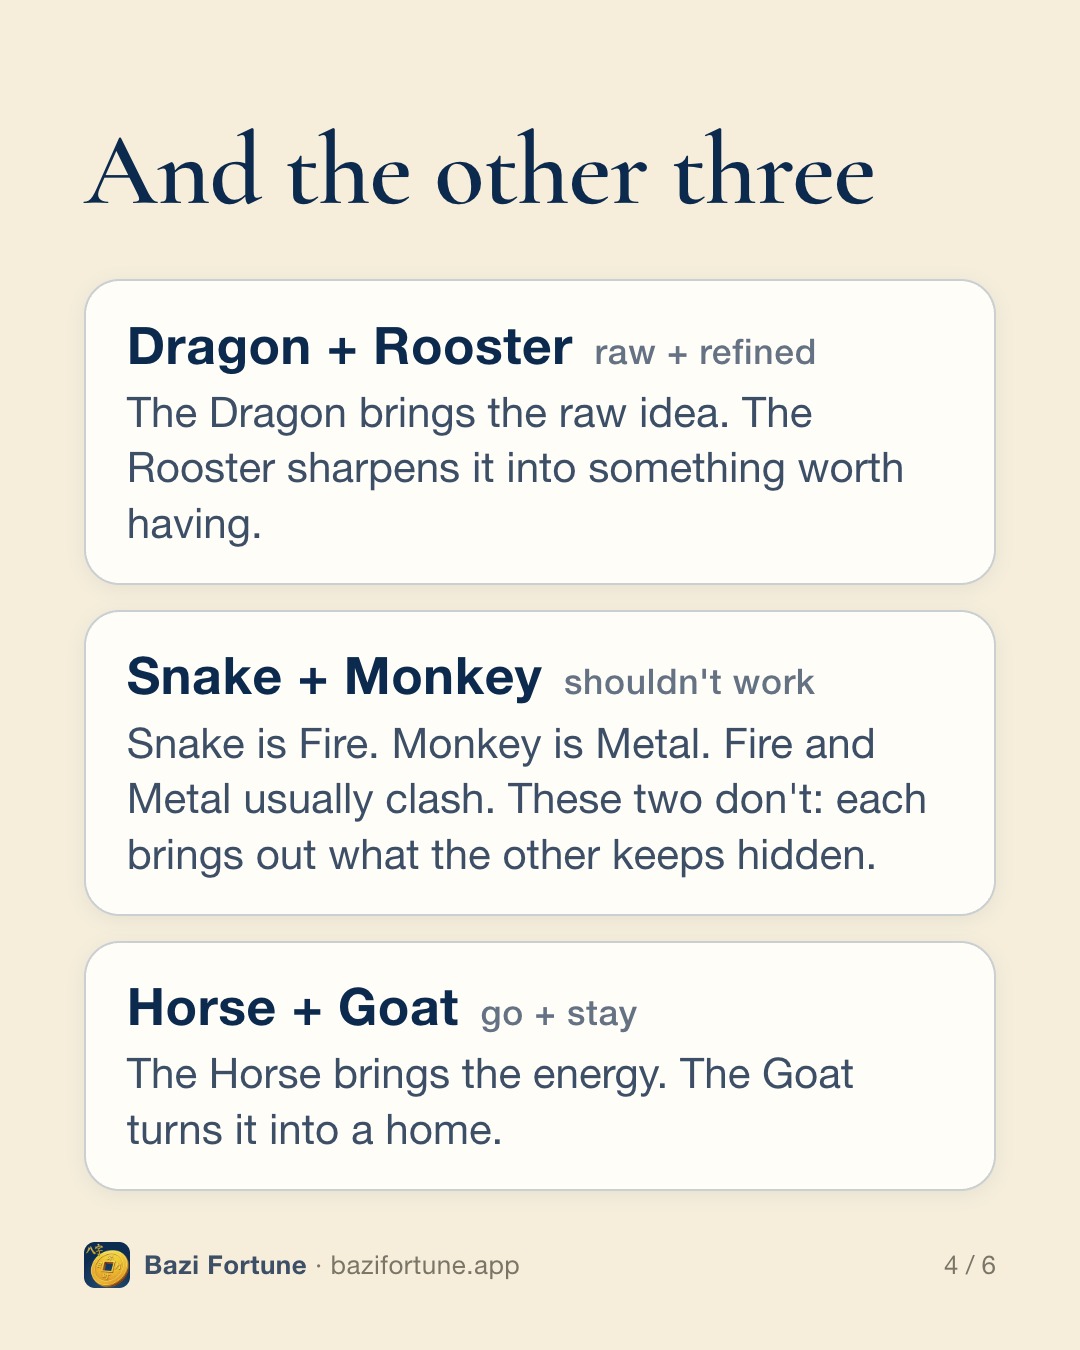 And the other three
Dragon + Rooster raw + refined
The Dragon brings the raw idea. The
Rooster sharpens it into something worth
having.
Snake + Monkey shouldn't work
Snake is Fire. Monkey is Metal. Fire and
Metal usually clash. These two don't: each
brings out what the other keeps hidden.
Horse + Goat go + stay
The Horse brings the energy. The Goat
turns it into a home.
八字
Bazi Fortune · bazifortune.app
4 / 6